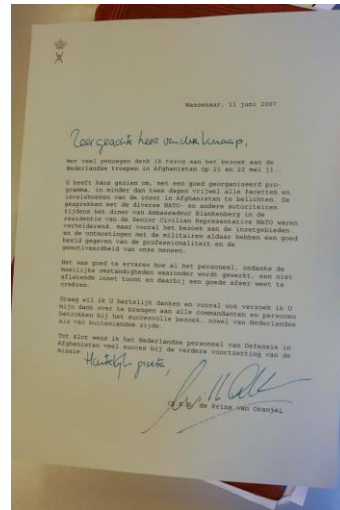 Wassenaar, 11 juni 2007
Zeergeachte heer van der Knaap,
Met veel genoegen denk ik terug aan het bezoek aan de
Nederlandse troepen in Afghanistan op 21 en 22 mei jl..
U heeft kans gezien om, met een goed georganiseerd pro-
gramma, in minder dan twee dagen vrijwel alle facetten en
invalshoeken van de inzet in Afghanistan te belichten. De
gesprekken met de diverse NATO- en andere autoriteiten
tijdens het diner van Ambassadeur Blankenberg in de
residentie van de Senior Civilian Representative NATO waren
verhelderend, maar vooral het bezoek aan de inzetgebieden
en de ontmoetingen met de militairen aldaar hebben een goed
beeld gegeven van de professionaliteit en de
gemotiveerdheid van onze mensen.
Het was goed te ervaren hoe al het personeel, ondanks de
moeilijke omstandigheden waaronder wordt gewerkt, een niet
aflatende inzet toont en daarbij een goede sfeer weet te
creëren.
Graag wil ik U hartelijk danken en vooral ook verzoek ik U
mijn dank over te brengen aan alle commandanten en personen
betrokken bij het succesvolle bezoek, zowel van Nederlandse
als van buitenlandse zijde.
Tot slot wens ik het Nederlandse personeel van Defensie in
Afghanistan veel succes bij de verdere voortzetting van de
missie.
Hartelijk groete,
de Prins van Oranje